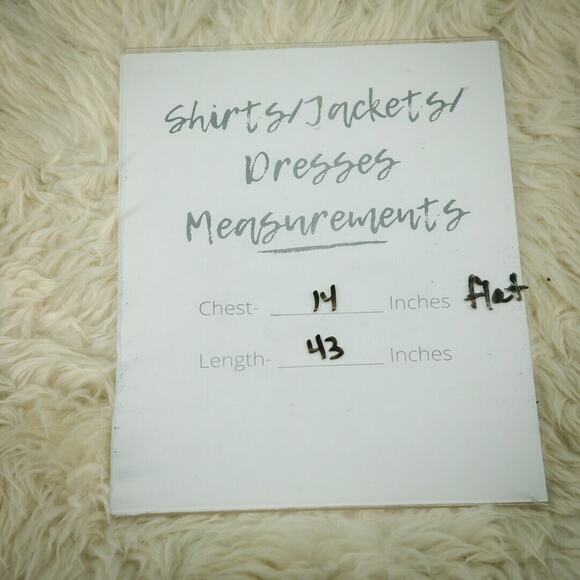 Shirts/Jackets/
Dresses
Measurements
Chest- 14 Inches flat
Length- 43 Inches